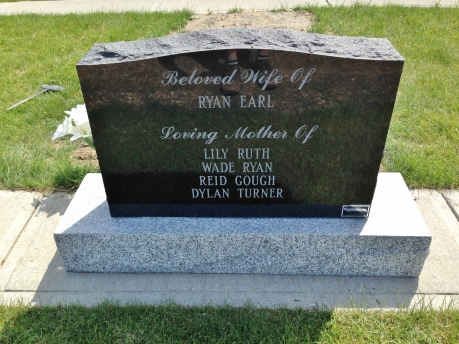 Beloved Wife Of
RYAN EARL
Loving Mother Of
LILY RUTH
WADE RYAN
REID GOUGH
DYLAN TURNER